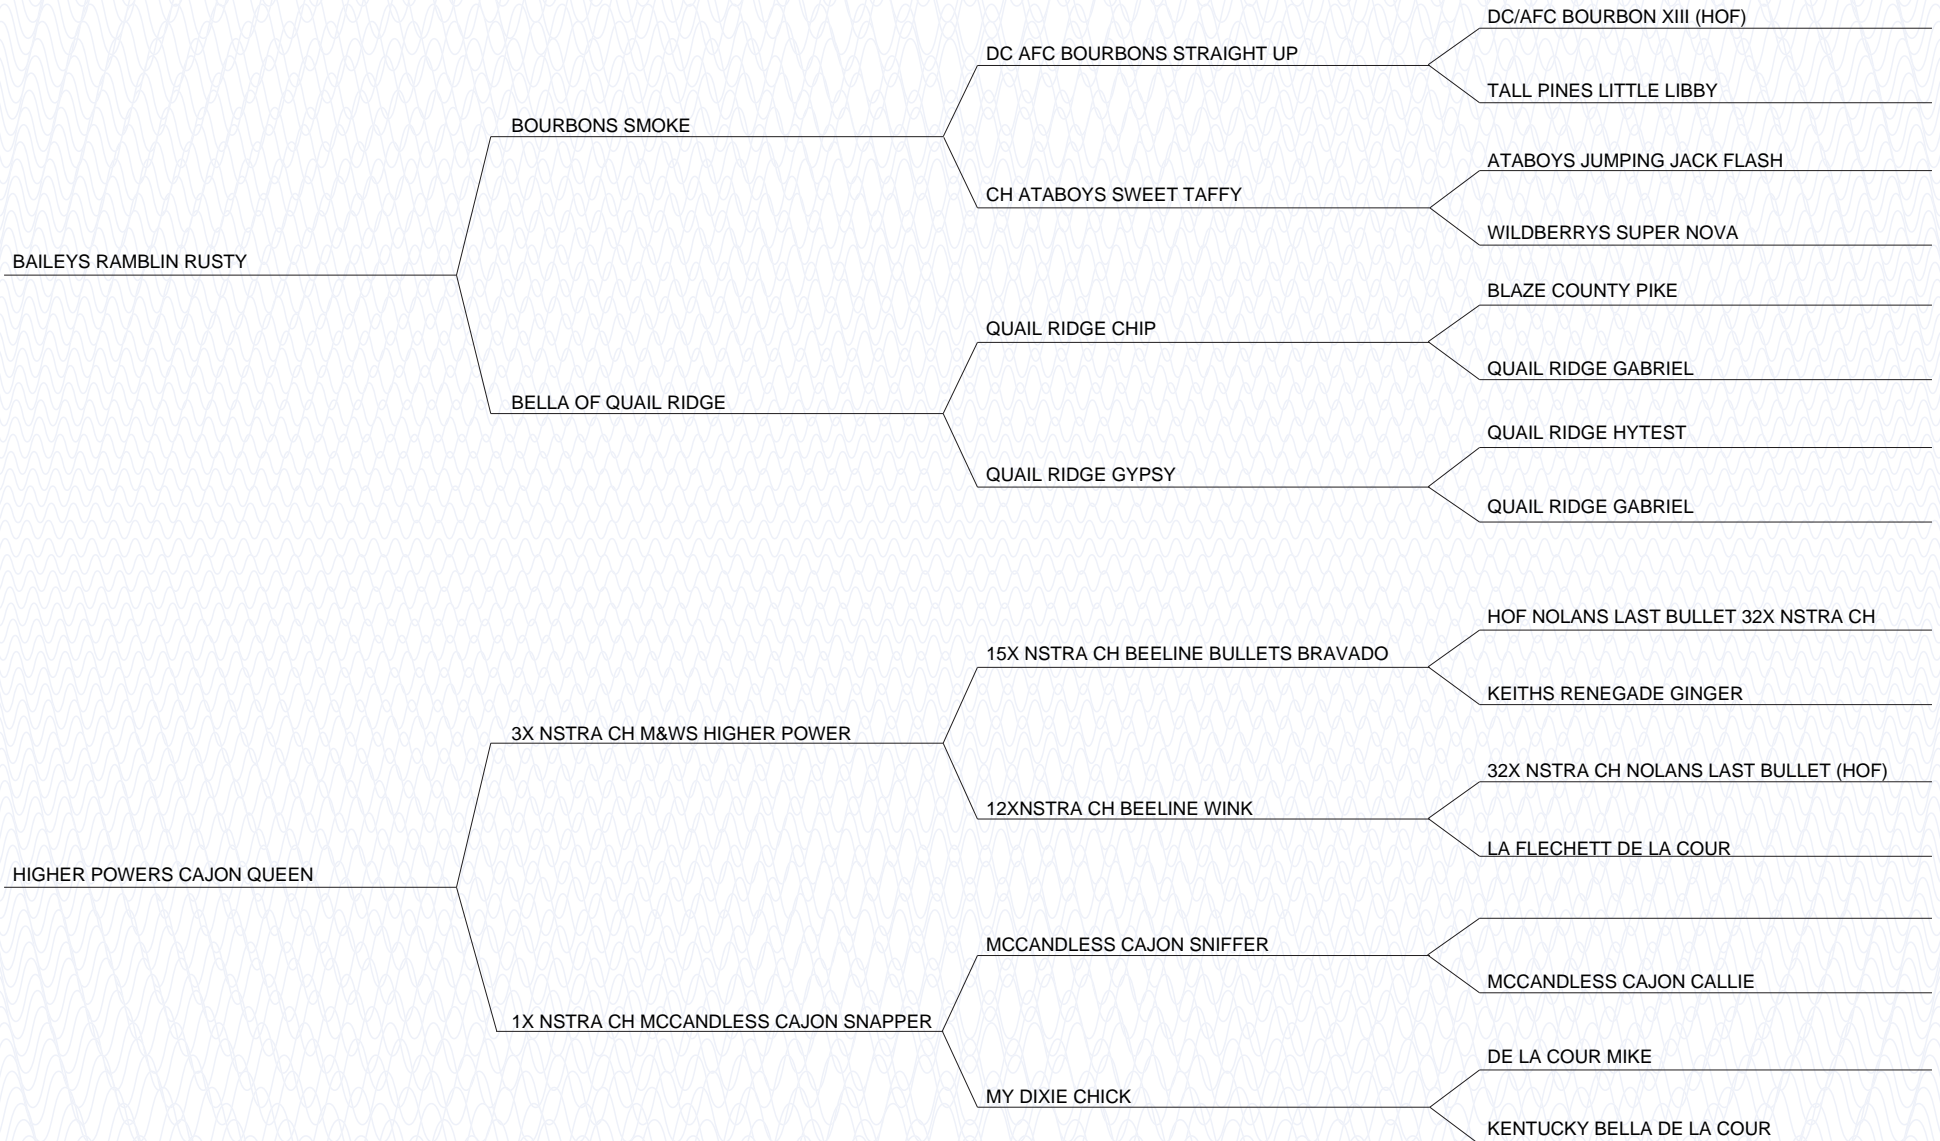 DC/AFC BOURBON XIII (HOF)
DC AFC BOURBONS STRAIGHT UP
TALL PINES LITTLE LIBBY
BOURBONS SMOKE
ATABOYS JUMPING JACK FLASH
CH ATABOYS SWEET TAFFY
WILDBERRYS SUPER NOVA
BAILEYS RAMBLIN RUSTY
BLAZE COUNTY PIKE
QUAIL RIDGE CHIP
QUAIL RIDGE GABRIEL
BELLA OF QUAIL RIDGE
QUAIL RIDGE HYTEST
QUAIL RIDGE GYPSY
QUAIL RIDGE GABRIEL
HOF NOLANS LAST BULLET 32X NSTRA CH
15X NSTRA CH BEELINE BULLETS BRAVADO
KEITHS RENEGADE GINGER
3X NSTRA CH M&WS HIGHER POWER
32X NSTRA CH NOLANS LAST BULLET (HOF)
12XNSTRA CH BEELINE WINK
LA FLECHETT DE LA COUR
HIGHER POWERS CAJON QUEEN
MCCANDLESS CAJON SNIFFER
MCCANDLESS CAJON CALLIE
1X NSTRA CH MCCANDLESS CAJON SNAPPER
DE LA COUR MIKE
MY DIXIE CHICK
KENTUCKY BELLA DE LA COUR